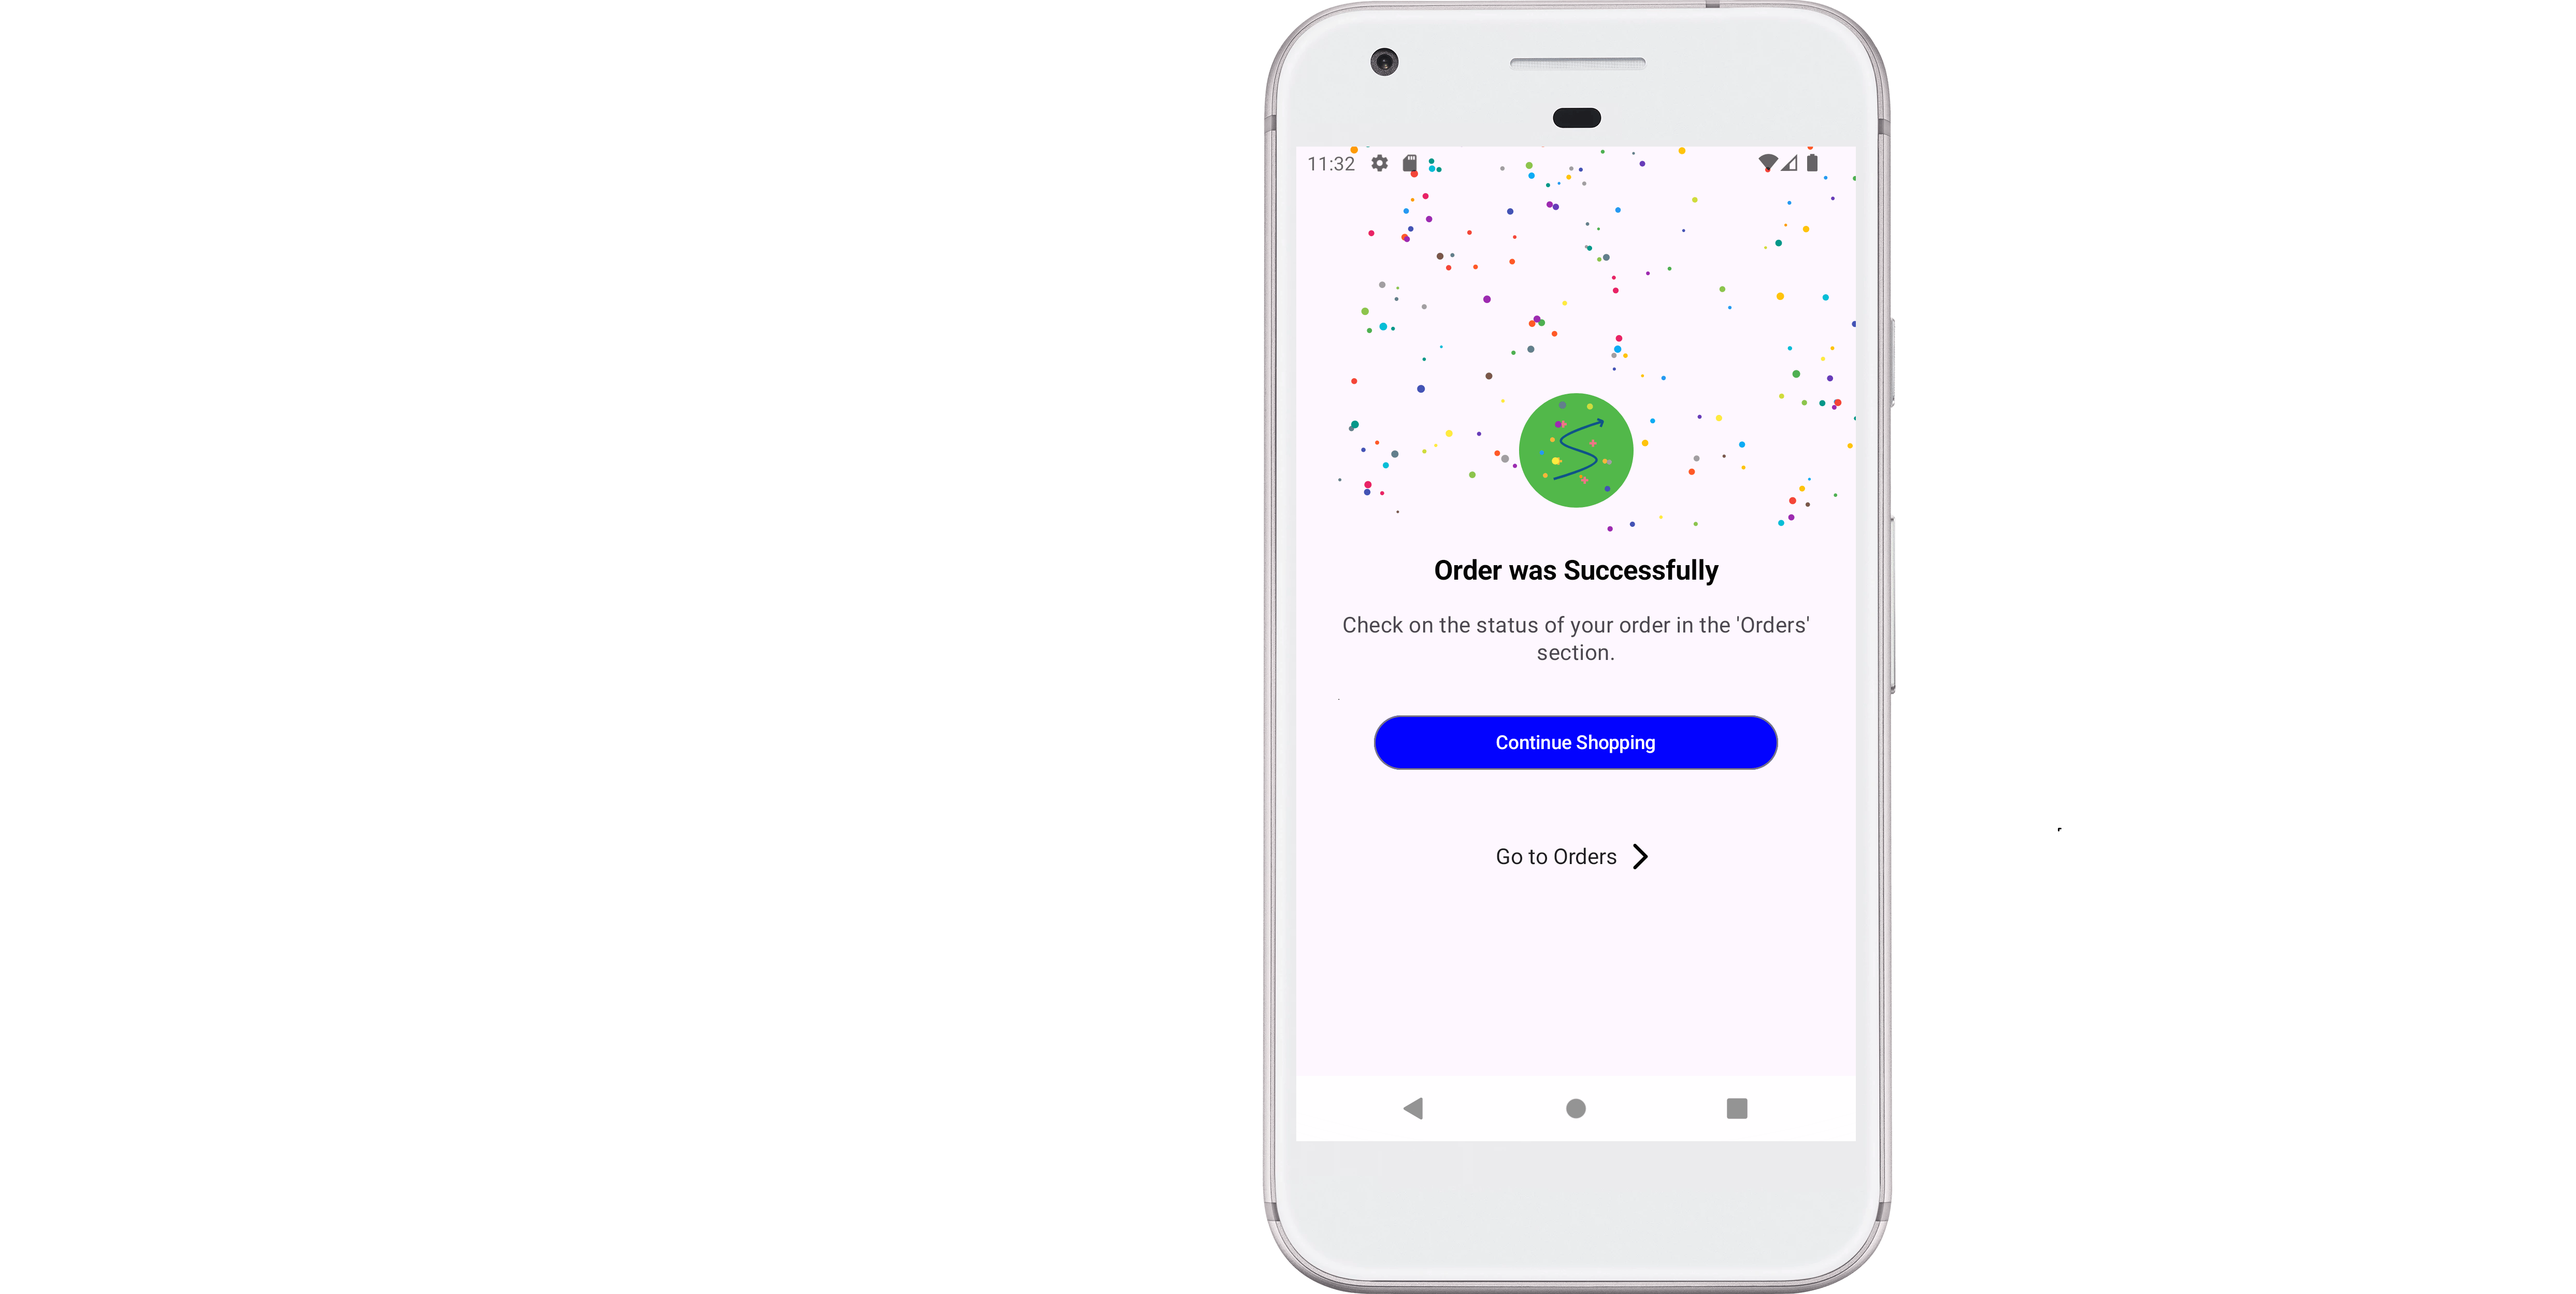 11:32
Order was Successfully
Check on the status of your order in the 'Orders'
section.
Continue Shopping
Go to Orders